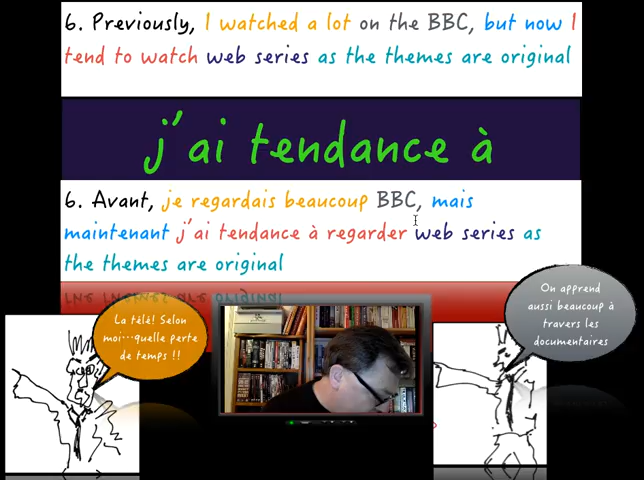 6. Previously, I watched a lot on the BBC, but now I
tend to watch web series as the themes are original
j'ai tendance à
6. Avant, je regardais beaucoup BBC, mais
maintenant j'ai tendance à regarder web series as
the themes are original
La télé! Selon
moi...quelle perte
de temps !!
On apprend
aussi beaucoup à
travers les
documentaires